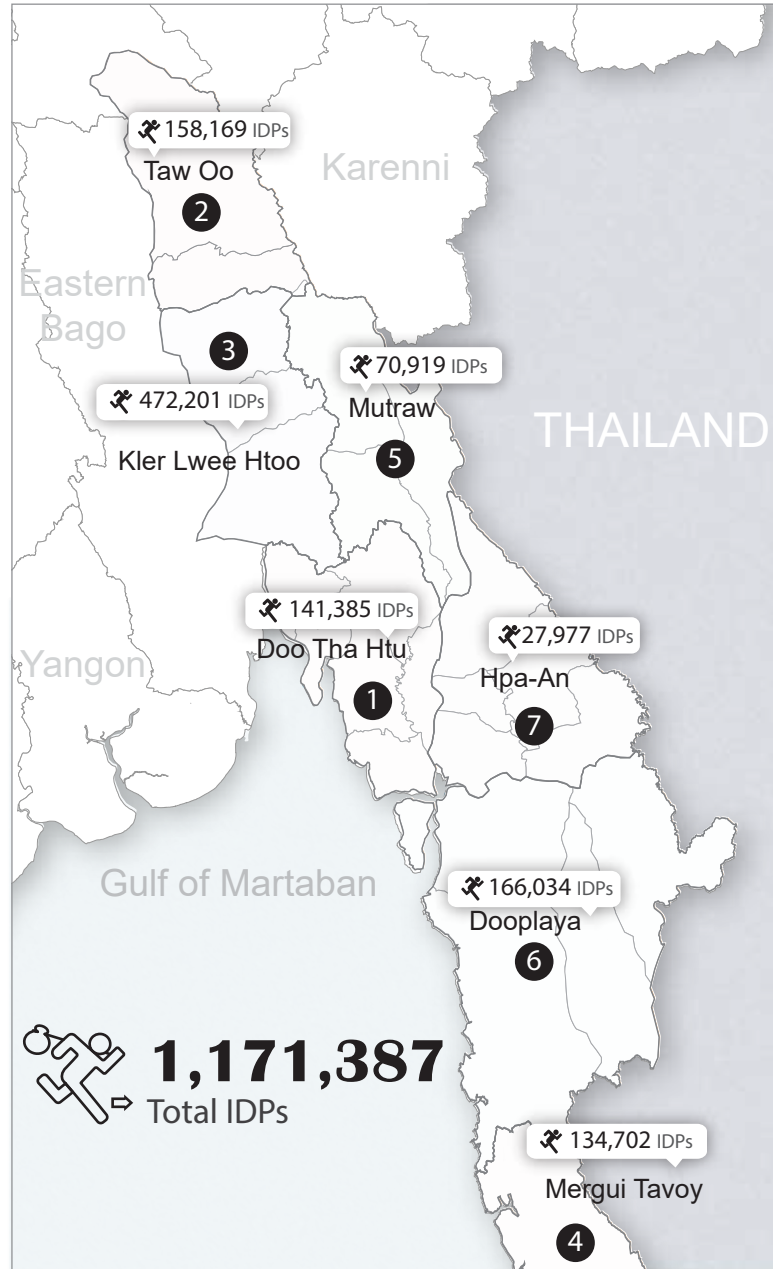 158,169 IDPs
Taw Oo
2
Karenni
Eastern
Bago
3
70,919 IDPs
472,201 IDPs
Mutraw
THAILAND
Kler Lwee Htoo
5
141,385 IDPs
27,977 IDPs
Doo Tha Htu
Yangon
Hpa-An
1
7
Gulf of Martaban
166,034 IDPs
Dooplaya
6
1,171,387
Total IDPs
134,702 IDPs
Mergui Tavoy
4